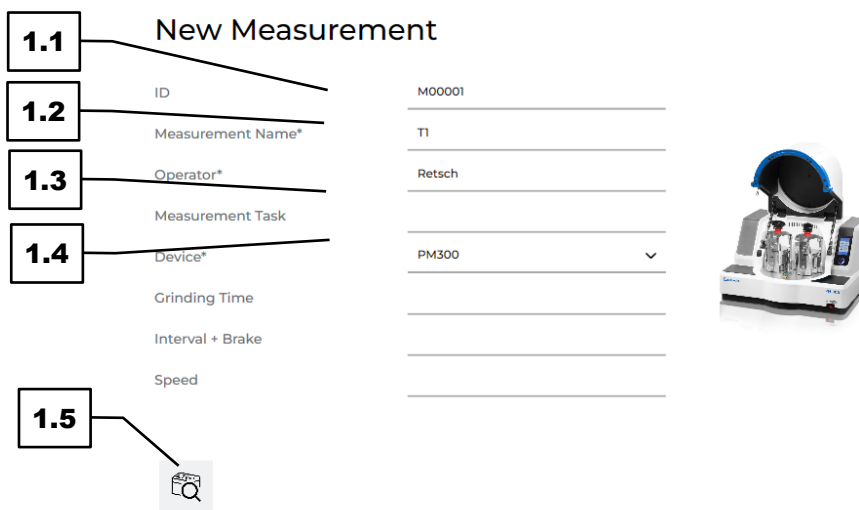 New Measurement
1.1
ID M00001
1.2
Measurement Name* T1
1.3
Operator* Retsch
Measurement Task
1.4
Device* PM300
Grinding Time
Interval + Brake
Speed
1.5